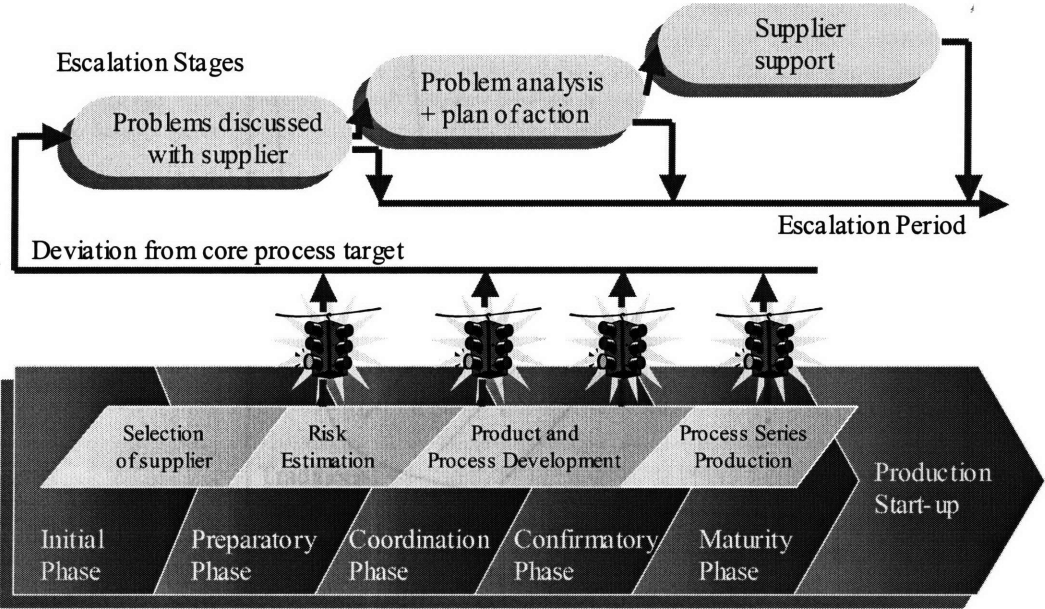 Escalation Stages
Supplier
support
Problem analysis
+ plan of action
Problems discussed
with supplier
Escalation Period
Deviation from core process target
Selection
of supplier
Risk
Estimation
Product and
Process Development
Process Series
Production
Production
Start-up
Initial
Phase
Preparatory
Phase
Coordination
Phase
Confirmatory
Phase
Maturity
Phase